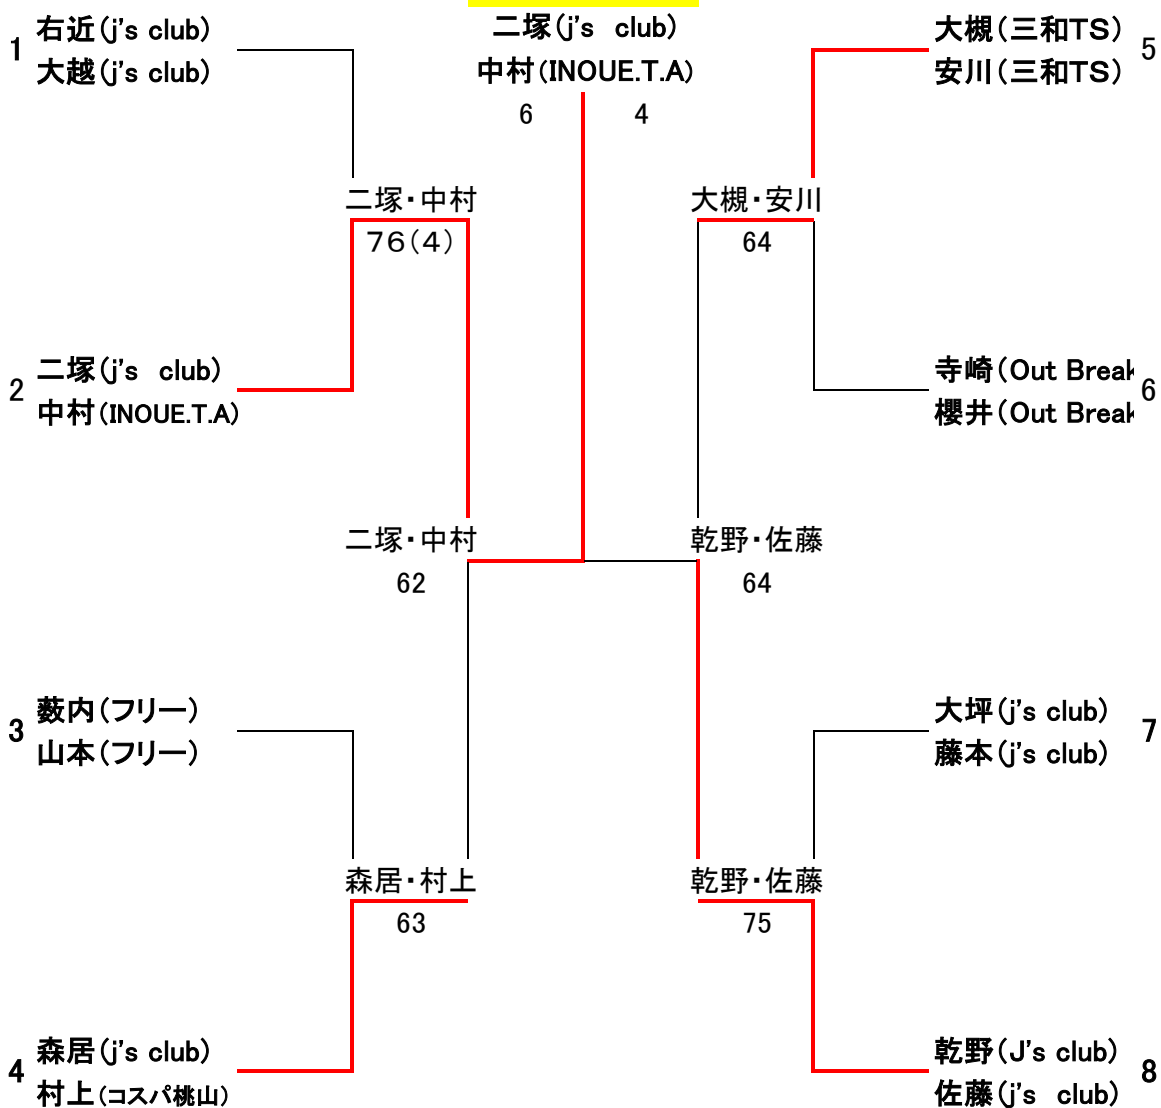 二塚(j's club)
中村(INOUE.T.A)
6 4
1
右近(j's club)
大越(j's club)
二塚・中村
76(4)
2
二塚(j's club)
中村(INOUE.T.A)
二塚・中村
62
3
薮内(フリー)
山本(フリー)
森居・村上
63
4
森居(j's club)
村上(コスパ桃山)
大槻(三和TS)
安川(三和TS)
5
大槻・安川
64
寺崎(Out Break
櫻井(Out Break
6
乾野・佐藤
64
大坪(j's club)
藤本(j's club)
7
乾野・佐藤
75
乾野(J's club)
佐藤(j's club)
8